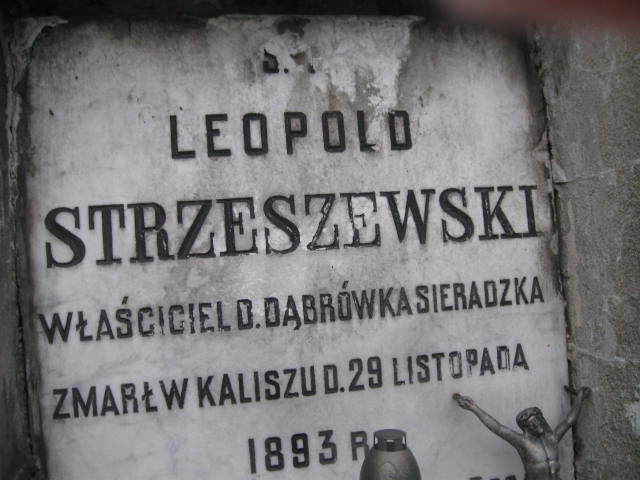 Ś.P.
LEOPOLD
STRZESZEWSKI
WŁAŚCICIEL D. DĄBRÓWKA SIERADZKA
ZMARŁ W KALISZU D. 29 LISTOPADA
1893 R